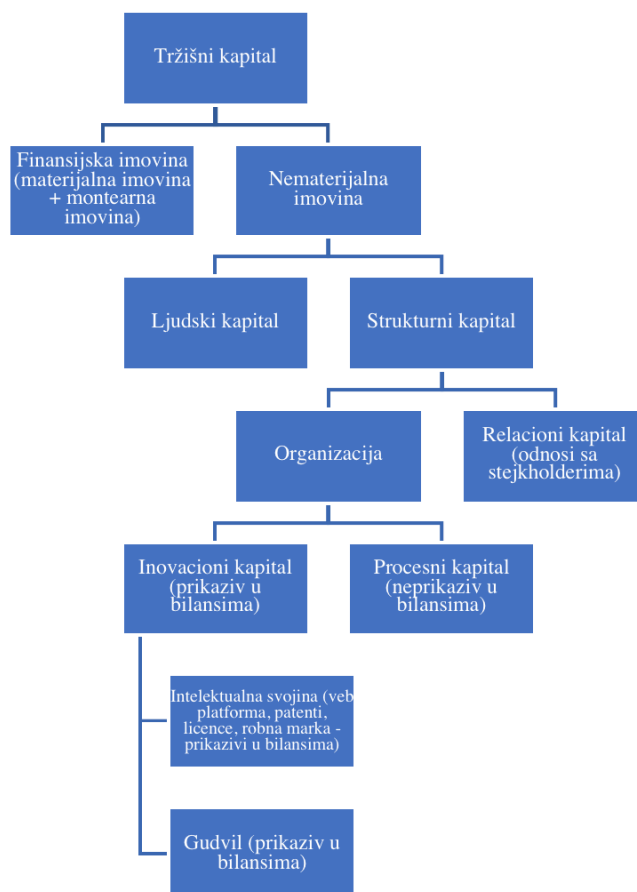 Tržišni kapital
Finansijska imovina
(materijalna imovina
+ montearna
imovina)
Nematerijalna
imovina
Ljudski kapital
Strukturni kapital
Organizacija
Relacioni kapital
(odnosi sa
stejkholderima)
Inovacioni kapital
(prikaziv u
bilansima)
Procesni kapital
(neprikaziv u
bilansima)
Intelektualna svojina (veb
platforma, patenti,
licence, robna marka -
prikazivi u bilansima)
Gudvil (prikaziv u
bilansima)